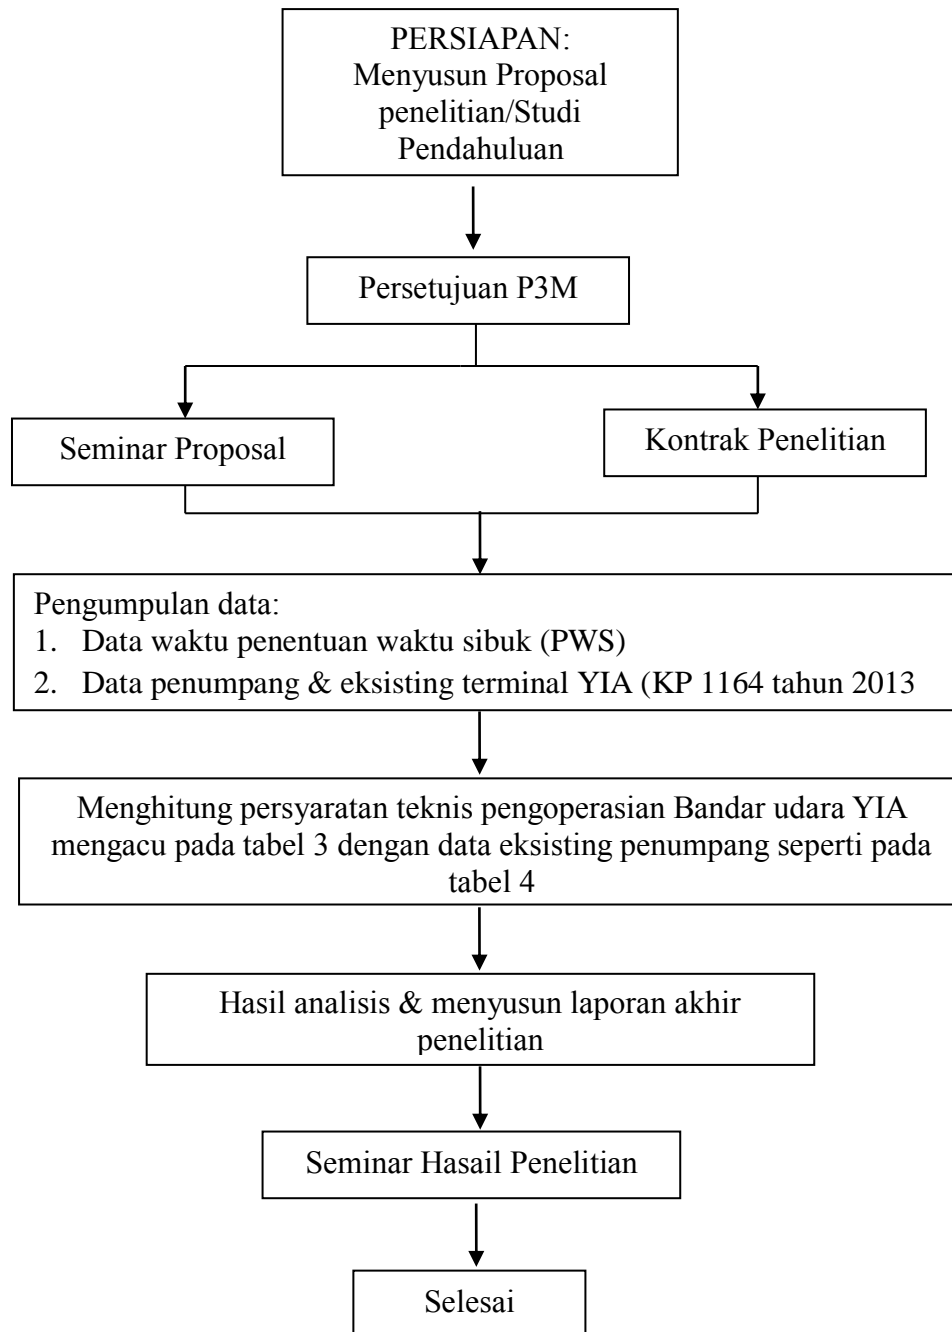 PERSIAPAN:
Menyusun Proposal
penelitian/Studi
Pendahuluan
Persetujuan P3M
Seminar Proposal
Kontrak Penelitian
Pengumpulan data:
1. Data waktu penentuan waktu sibuk (PWS)
2. Data penumpang & eksisting terminal YIA (KP 1164 tahun 2013
Menghitung persyaratan teknis pengoperasian Bandar udara YIA
mengacu pada tabel 3 dengan data eksisting penumpang seperti pada
tabel 4
Hasil analisis & menyusun laporan akhir
penelitian
Seminar Hasail Penelitian
Selesai